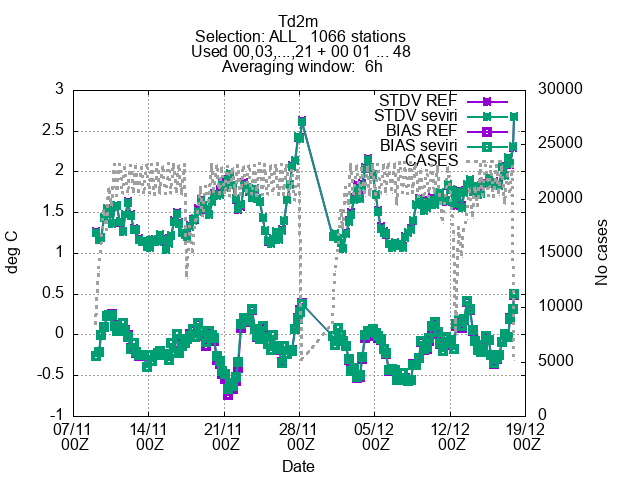 Td2m
Selection: ALL   1066 stations
Used 00,03,...,21 + 00 01 ... 48
Averaging window:  6h
3
2.5
2
1.5
1
0.5
0
-0.5
-1
deg C
30000
25000
20000
15000
10000
5000
0
No cases
STDV REF
STDV seviri
BIAS REF
BIAS seviri
CASES
07/11 14/11 21/11 28/11 05/12 12/12 19/12
00Z 00Z 00Z 00Z 00Z 00Z 00Z
Date